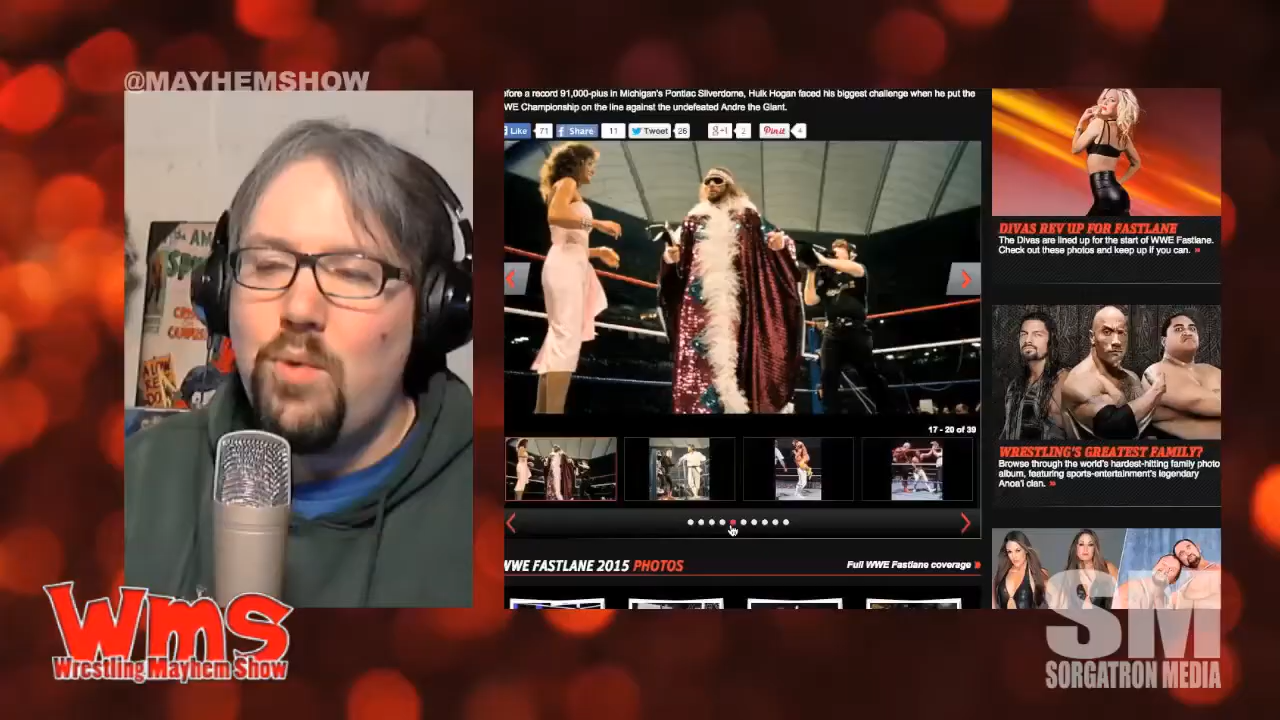 @MAYHEMSHOW
efore a record 91,000-plus in Michigan's Pontiac Silverdome, Hulk Hogan faced his biggest challenge when he put the
WE Championship on the line against the undefeated Andre the Giant.
Like 71 Share 11 Tweet 26 g+1 2 Pin it 4
17 - 20 of 39
WWE FASTLANE 2015 PHOTOS
Full WWE Fastlane coverage
DIVAS REV UP FOR FASTLANE
The Divas are lined up for the start of WWE Fastlane.
Check out these photos and keep up if you can.
WRESTLING'S GREATEST FAMILY?
Browse through the world's hardest-hitting family photo
album, featuring sports-entertainment's legendary
Anoa'i clan.
the AM
WMS
Wrestling Mayhem Show
SM
SORGATRON MEDIA